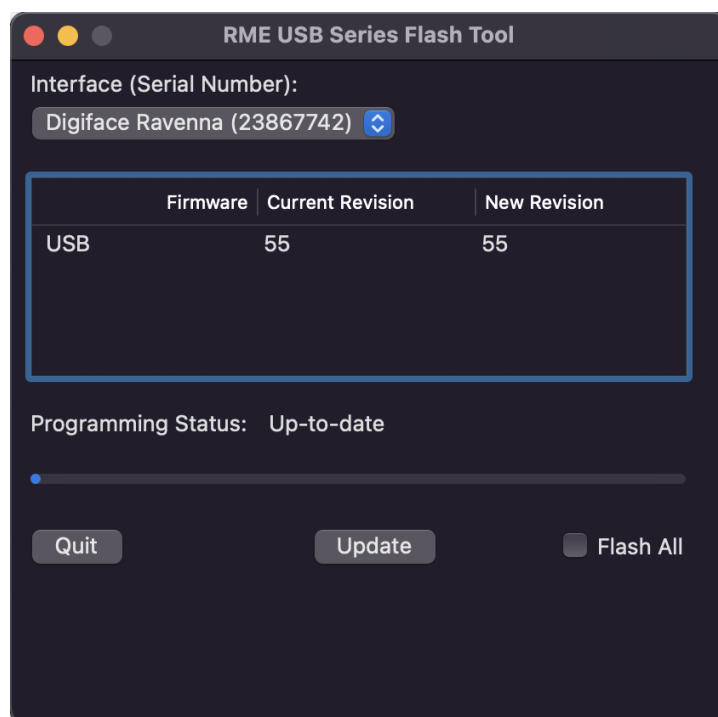 RME USB Series Flash Tool
Interface (Serial Number):
Digiface Ravenna (23867742)
Firmware Current Revision New Revision
USB 55 55
Programming Status: Up-to-date
Quit Update Flash All